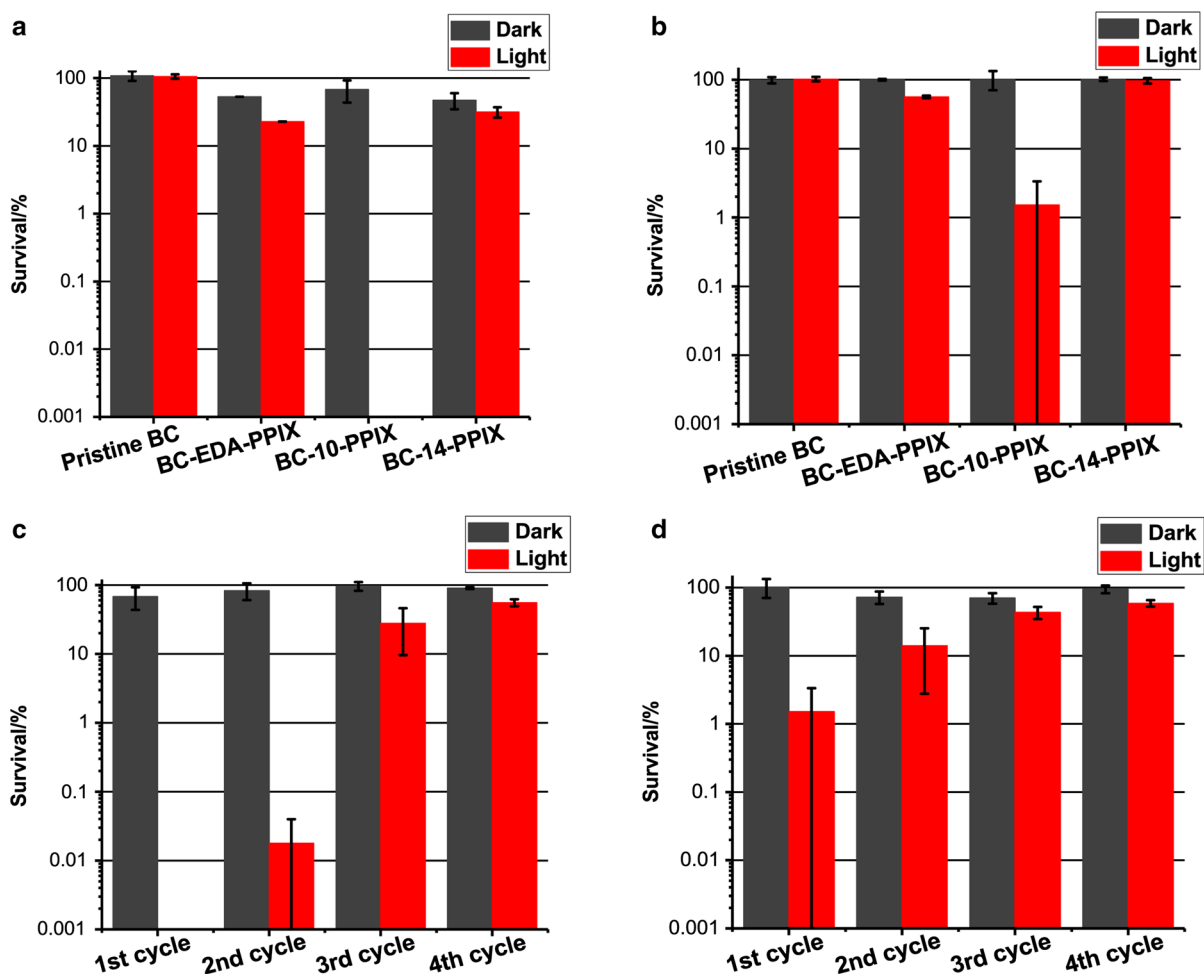 a
Dark
Light
100
10
1
0.1
0.01
0.001
Survival/%
Pristine BC
BC-EDA-PPIX
BC-10-PPIX
BC-14-PPIX
b
Dark
Light
100
10
1
0.1
0.01
0.001
Survival/%
Pristine BC
BC-EDA-PPIX
BC-10-PPIX
BC-14-PPIX
c
Dark
Light
100
10
1
0.1
0.01
0.001
Survival/%
1st cycle
2nd cycle
3rd cycle
4th cycle
d
Dark
Light
100
10
1
0.1
0.01
0.001
Survival/%
1st cycle
2nd cycle
3rd cycle
4th cycle